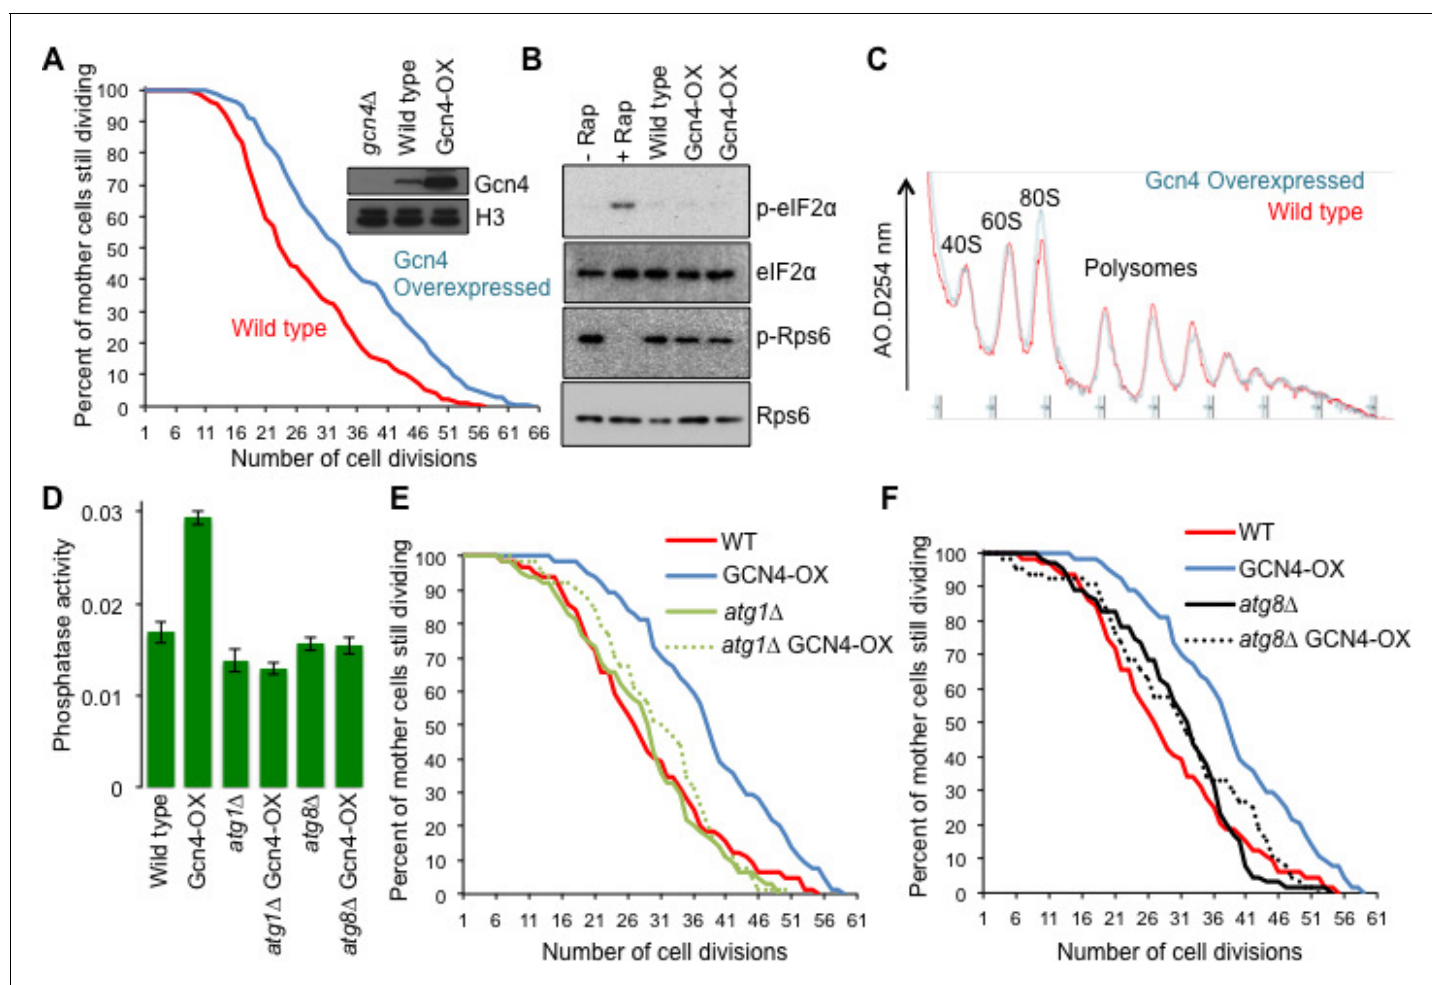 A
Percent of mother cells still dividing
100
90
80
70
60
50
40
30
20
10
0
1 6 11 16 21 26 31 36 41 46 51 56 61 66
Number of cell divisions
gcn4Δ
Wild type
Gcn4-OX
Gcn4
H3
Gcn4
Overexpressed
Wild type
B
- Rap
+ Rap
Wild type
Gcn4-OX
Gcn4-OX
p-eIF2α
eIF2α
p-Rps6
Rps6
C
AO.D254 nm
Gcn4 Overexpressed
Wild type
40S
60S
80S
Polysomes
D
Phosphatase activity
0.03
0.02
0.01
0
Wild type
Gcn4-OX
atg1Δ
atg1Δ Gcn4-OX
atg8Δ
atg8Δ Gcn4-OX
E
Percent of mother cells still dividing
100
90
80
70
60
50
40
30
20
10
0
1 6 11 16 21 26 31 36 41 46 51 56 61
Number of cell divisions
WT
GCN4-OX
atg1Δ
atg1Δ GCN4-OX
F
Percent of mother cells still dividing
100
90
80
70
60
50
40
30
20
10
0
1 6 11 16 21 26 31 36 41 46 51 56 61
Number of cell divisions
WT
GCN4-OX
atg8Δ
atg8Δ GCN4-OX